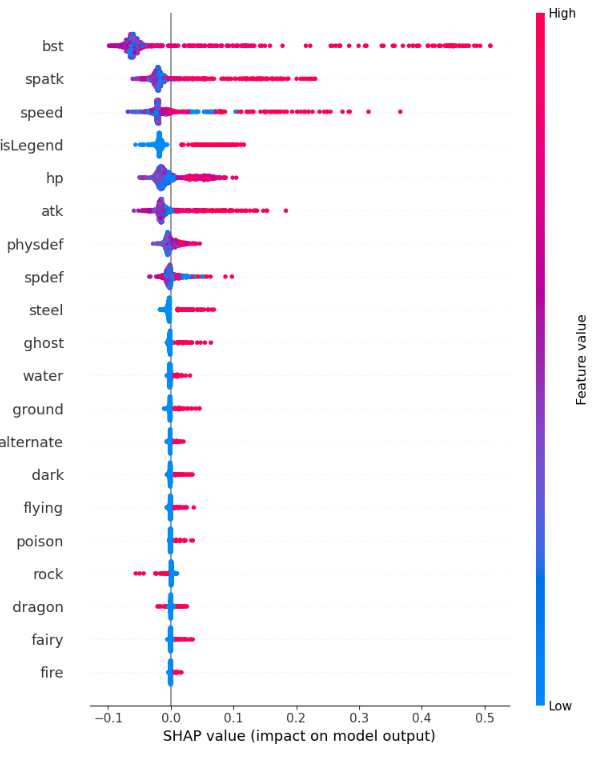 High
bst
spatk
speed
isLegend
hp
atk
physdef
spdef
steel
ghost
water
ground
alternate
dark
flying
poison
rock
dragon
fairy
fire
Feature value
Low
−0.1 0.0 0.1 0.2 0.3 0.4 0.5
SHAP value (impact on model output)